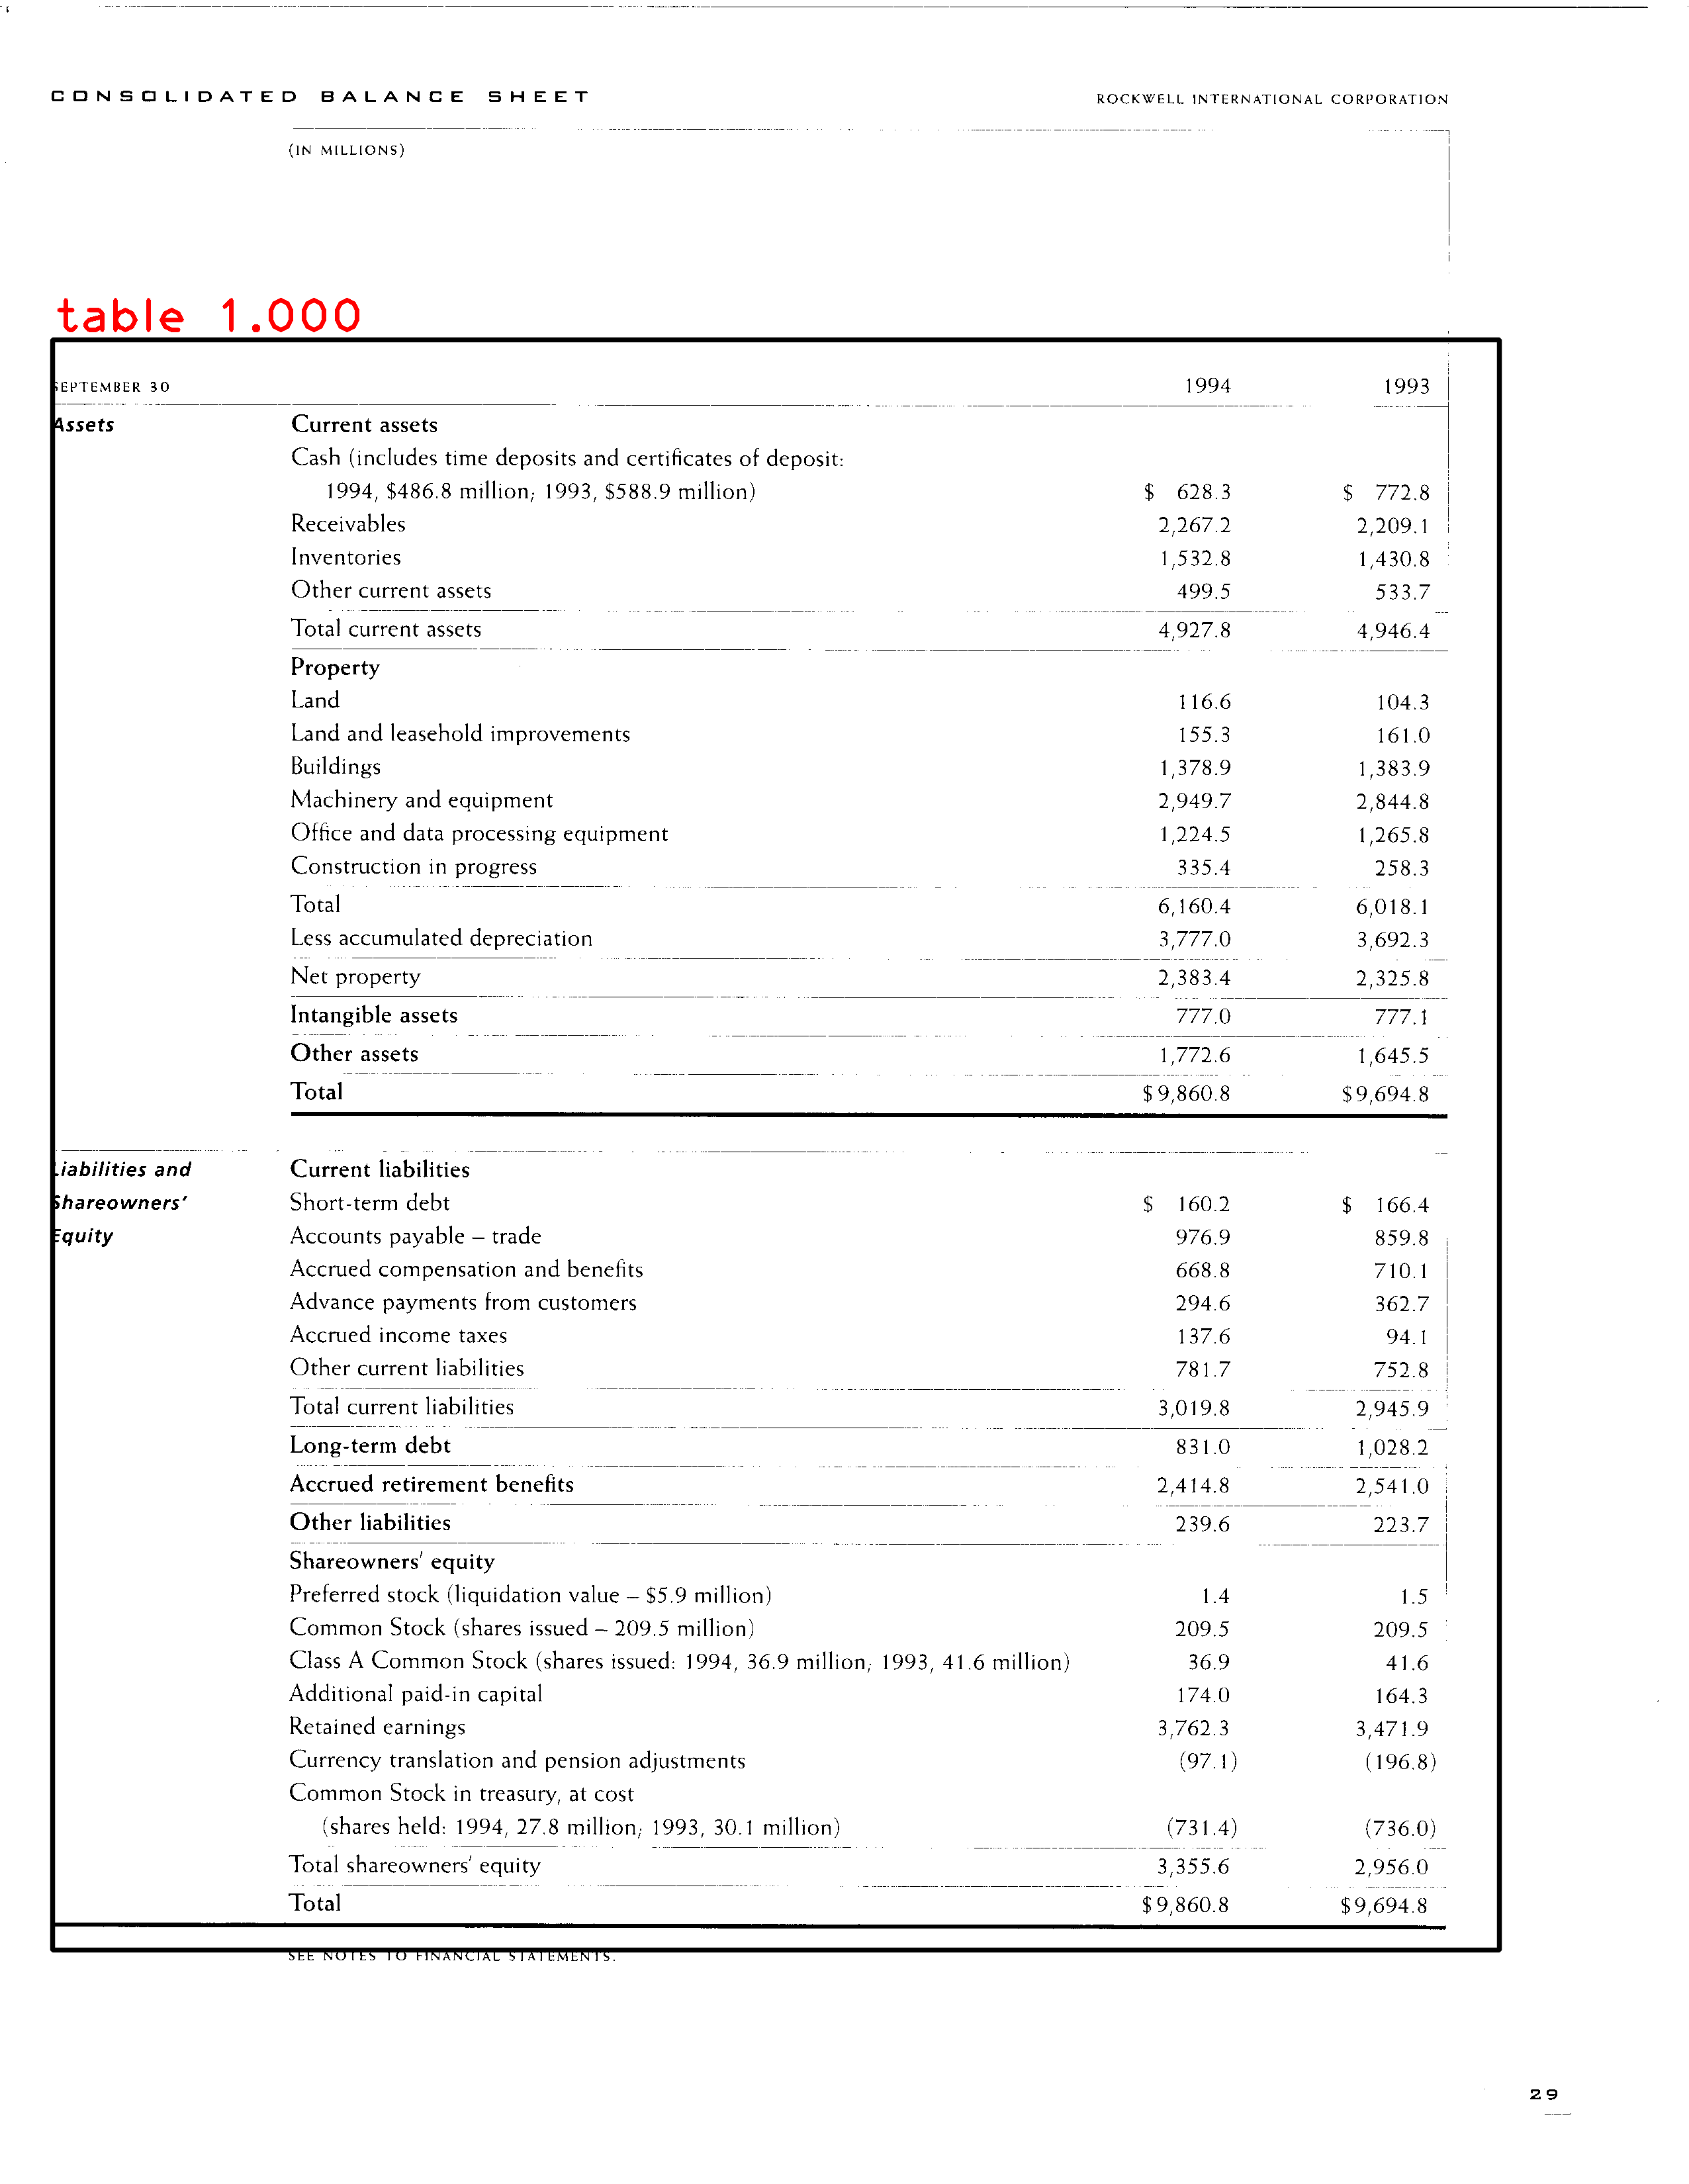 CONSOLIDATED BALANCE SHEET ROCKWELL INTERNATIONAL CORPORATION
(IN MILLIONS)
table 1.000
SEPTEMBER 30 1994 1993
Assets Current assets
Cash (includes time deposits and certificates of deposit:
1994, $486.8 million; 1993, $588.9 million) $ 628.3 $ 772.8
Receivables 2,267.2 2,209.1
Inventories 1,532.8 1,430.8
Other current assets 499.5 533.7
Total current assets 4,927.8 4,946.4
Property
Land 116.6 104.3
Land and leasehold improvements 155.3 161.0
Buildings 1,378.9 1,383.9
Machinery and equipment 2,949.7 2,844.8
Office and data processing equipment 1,224.5 1,265.8
Construction in progress 335.4 258.3
Total 6,160.4 6,018.1
Less accumulated depreciation 3,777.0 3,692.3
Net property 2,383.4 2,325.8
Intangible assets 777.0 777.1
Other assets 1,772.6 1,645.5
Total $9,860.8 $9,694.8
Liabilities and Current liabilities
Shareowners' Short-term debt $ 160.2 $ 166.4
Equity Accounts payable – trade 976.9 859.8
Accrued compensation and benefits 668.8 710.1
Advance payments from customers 294.6 362.7
Accrued income taxes 137.6 94.1
Other current liabilities 781.7 752.8
Total current liabilities 3,019.8 2,945.9
Long-term debt 831.0 1,028.2
Accrued retirement benefits 2,414.8 2,541.0
Other liabilities 239.6 223.7
Shareowners' equity
Preferred stock (liquidation value – $5.9 million) 1.4 1.5
Common Stock (shares issued – 209.5 million) 209.5 209.5
Class A Common Stock (shares issued: 1994, 36.9 million; 1993, 41.6 million) 36.9 41.6
Additional paid-in capital 174.0 164.3
Retained earnings 3,762.3 3,471.9
Currency translation and pension adjustments (97.1) (196.8)
Common Stock in treasury, at cost
(shares held: 1994, 27.8 million; 1993, 30.1 million) (731.4) (736.0)
Total shareowners' equity 3,355.6 2,956.0
Total $9,860.8 $9,694.8
SEE NOTES TO FINANCIAL STATEMENTS.
29